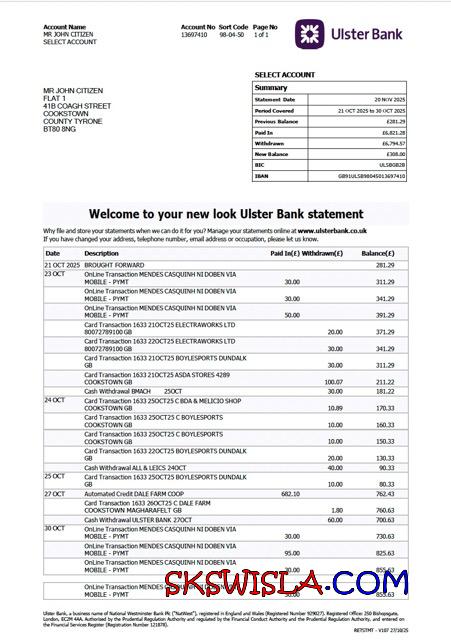 Account Name
MR JOHN CITIZEN
SELECT ACCOUNT
Account No Sort Code Page No
13697410 98-04-50 1 of 1
Ulster Bank
MR JOHN CITIZEN
FLAT 1
41B COAGH STREET
COOKSTOWN
COUNTY TYRONE
BT80 8NG
SELECT ACCOUNT
Summary
Statement Date 20 NOV 2025
Period Covered 21 OCT 2025 to 30 OCT 2025
Previous Balance £281.29
Paid In £6,821.28
Withdrawn £6,794.57
New Balance £308.00
BIC ULSBGB2B
IBAN GB91ULSB98045013697410
Welcome to your new look Ulster Bank statement
Why file and store your statements when we can do it for you? Manage your statements online at www.ulsterbank.co.uk
If you have changed your address, telephone number, email address or occupation, please let us know.
Date Description Paid In(£) Withdrawn(£) Balance(£)
21 OCT 2025 BROUGHT FORWARD 281.29
23 OCT OnLine Transaction MENDES CASQUINH NI DOBEN VIA
MOBILE - PYMT 30.00 311.29
OnLine Transaction MENDES CASQUINH NI DOBEN VIA
MOBILE - PYMT 30.00 341.29
OnLine Transaction MENDES CASQUINH NI DOBEN VIA
MOBILE - PYMT 50.00 391.29
Card Transaction 1633 21OCT25 ELECTRAWORKS LTD
80072789100 GB 20.00 371.29
Card Transaction 1633 22OCT25 ELECTRAWORKS LTD
80072789100 GB 30.00 341.29
Card Transaction 1633 21OCT25 BOYLESPORTS DUNDALK
GB 30.00 311.29
Card Transaction 1633 21OCT25 ASDA STORES 4289
COOKSTOWN GB 100.07 211.22
Cash Withdrawal BMACH 25OCT 30.00 181.22
24 OCT Card Transaction 1633 25OCT25 C BDA & MELICIO SHOP
COOKSTOWN GB 10.89 170.33
Card Transaction 1633 25OCT25 C BOYLESPORTS
COOKSTOWN GB 10.00 160.33
Card Transaction 1633 25OCT25 C BOYLESPORTS
COOKSTOWN GB 10.00 150.33
Card Transaction 1633 22OCT25 BOYLESPORTS DUNDALK
GB 20.00 130.33
Cash Withdrawal ALL & LEICS 24OCT 40.00 90.33
25 OCT Card Transaction 1633 22OCT25 BOYLESPORTS DUNDALK
GB 10.00 80.33
27 OCT Automated Credit DALE FARM COOP 682.10 762.43
Card Transaction 1633 26OCT25 C DALE FARM
COOKSTOWN MAGHARAFELT GB 1.80 760.63
Cash Withdrawal ULSTER BANK 27OCT 60.00 700.63
30 OCT OnLine Transaction MENDES CASQUINH NI DOBEN VIA
MOBILE - PYMT 30.00 730.63
OnLine Transaction MENDES CASQUINH NI DOBEN VIA
MOBILE - PYMT 95.00 825.63
OnLine Transaction MENDES CASQUINH NI DOBEN VIA
MOBILE - PYMT 30.00 855.63
OnLine Transaction MENDES CASQUINH NI DOBEN VIA
MOBILE - PYMT 30.00 855.63
SKSWISLA.COM
Ulster Bank, a business name of National Westminster Bank Plc ("NatWest"), registered in England and Wales (Registered Number 929027). Registered Office: 250 Bishopsgate,
London, EC2M 4AA. Authorised by the Prudential Regulation Authority and regulated by the Financial Conduct Authority and the Prudential Regulation Authority, and entered on
the Financial Services Register (Registration Number 121878).
RETSTMT - V107 27/10/25